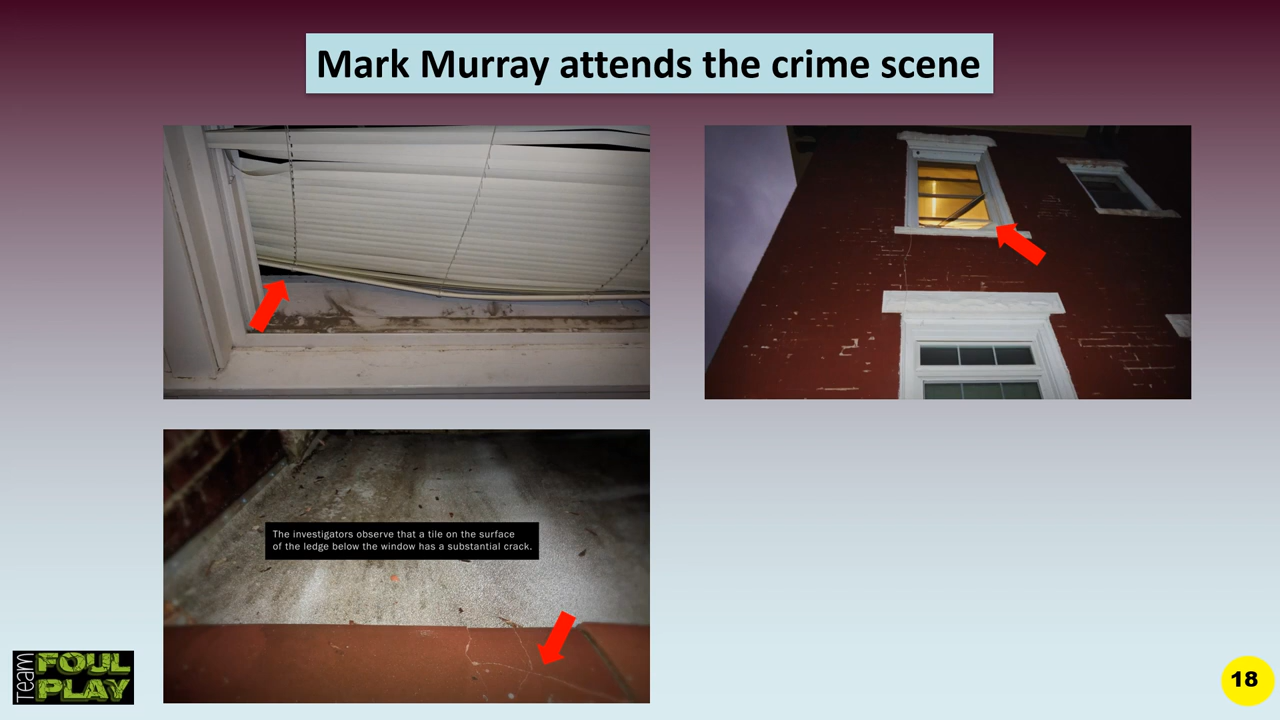 Mark Murray attends the crime scene
The investigators observe that a tile on the surface
of the ledge below the window has a substantial crack.
TEAM
FOUL
PLAY
18